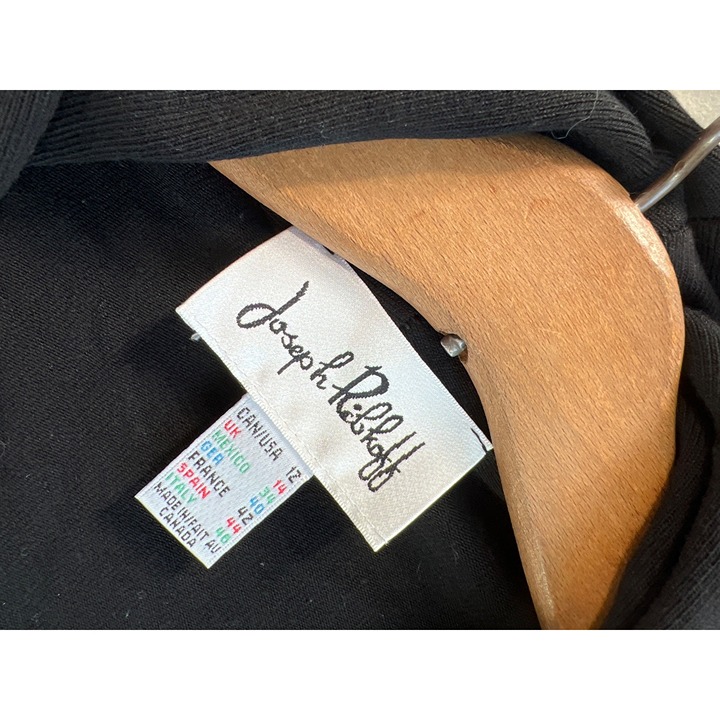 Joseph Ribkoff
CAN/USA 12
UK 14
MEXICO 34
GER 40
FRANCE 42
SPAIN 44
ITALY 46
MADE IN/FAIT AU
CANADA